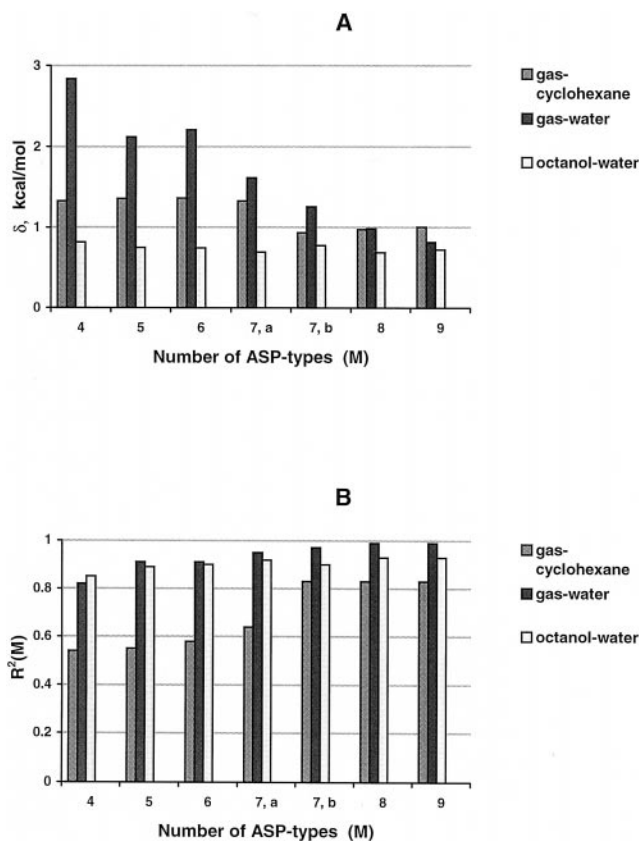 A
3
2
1
0
δ, kcal/mol
4 5 6 7, a 7, b 8 9
Number of ASP-types (M)
gas-
cyclohexane
gas-water
octanol-water
B
1
0.8
0.6
0.4
0.2
0
R²(M)
4 5 6 7, a 7, b 8 9
Number of ASP-types (M)
gas-
cyclohexane
gas-water
octanol-water